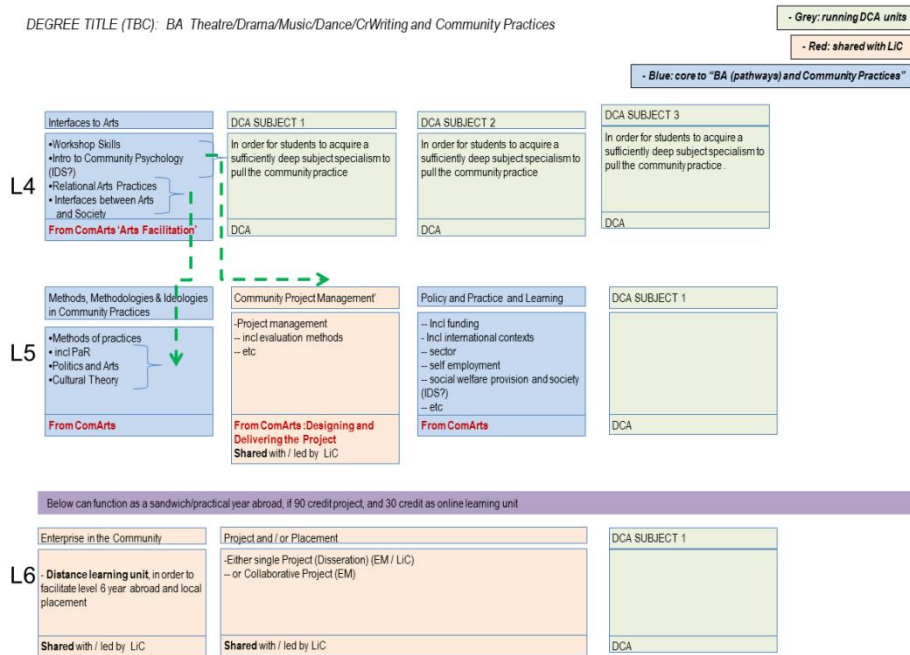 DEGREE TITLE (TBC): BA Theatre/Drama/Music/Dance/CrWriting and Community Practices
- Grey: running DCA units
- Red: shared with LiC
- Blue: core to "BA (pathways) and Community Practices"
L4
Interfaces to Arts
•Workshop Skills
•Intro to Community Psychology
(IDS?)
•Relational Arts Practices
• Interfaces between Arts
and Society
From ComArts 'Arts Facilitation'
DCA SUBJECT 1
In order for students to acquire a
sufficiently deep subject specialism to
pull the community practice
DCA
DCA SUBJECT 2
In order for students to acquire a
sufficiently deep subject specialism to
pull the community practice
DCA
DCA SUBJECT 3
In order for students to acquire a
sufficiently deep subject specialism to
pull the community practice .
DCA
L5
Methods, Methodologies & Ideologies
in Community Practices
•Methods of practices
• incl PaR
•Politics and Arts
•Cultural Theory
From ComArts
Community Project Management'
-Project management
-- incl evaluation methods
-- etc
From ComArts :Designing and
Delivering the Project
Shared with / led by LiC
Policy and Practice and Learning
-- Incl funding
- Incl international contexts
-- sector
-- self employment
-- social welfare provision and society
(IDS?)
-- etc
From ComArts
DCA SUBJECT 1
DCA
Below can function as a sandwich/practical year abroad, if 90 credit project, and 30 credit as online learning unit
L6
Enterprise in the Community
- Distance learning unit, in order to
facilitate level 6 year abroad and local
placement
Shared with / led by LiC
Project and / or Placement
-Either single Project (Disseration) (EM / LiC)
-- or Collaborative Project (EM)
Shared with / led by LiC
DCA SUBJECT 1
DCA